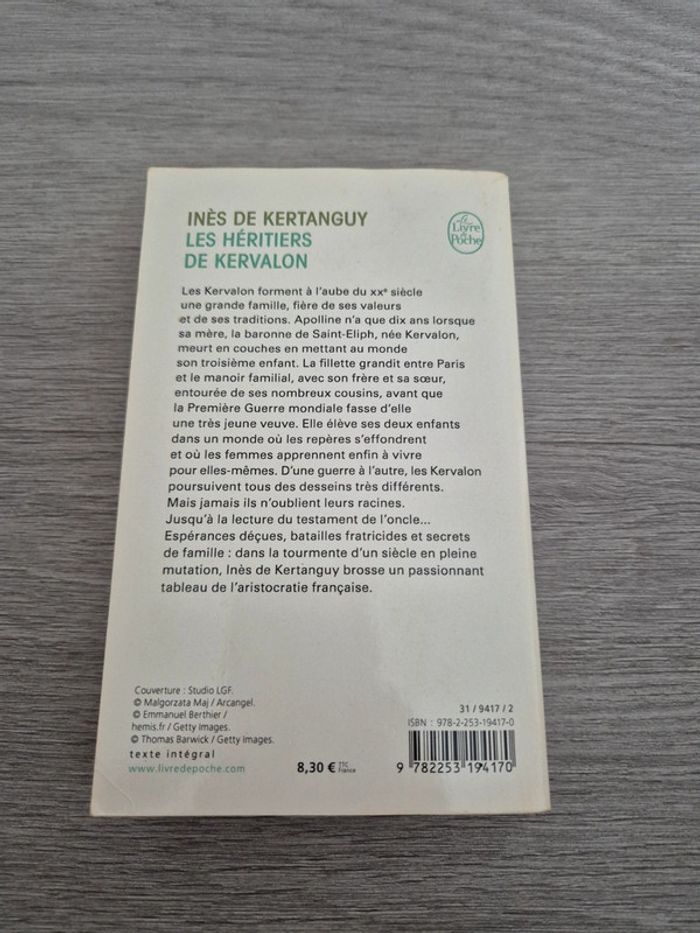 INÈS DE KERTANGUY
LES HÉRITIERS
DE KERVALON
Le
Livre
de
Poche
Les Kervalon forment à l'aube du XXe siècle
une grande famille, fière de ses valeurs
et de ses traditions. Apolline n'a que dix ans lorsque
sa mère, la baronne de Saint-Eliph, née Kervalon,
meurt en couches en mettant au monde
son troisième enfant. La fillette grandit entre Paris
et le manoir familial, avec son frère et sa sœur,
entourée de ses nombreux cousins, avant que
la Première Guerre mondiale fasse d'elle
une très jeune veuve. Elle élève ses deux enfants
dans un monde où les repères s'effondrent
et où les femmes apprennent enfin à vivre
pour elles-mêmes. D'une guerre à l'autre, les Kervalon
poursuivent tous des desseins très différents.
Mais jamais ils n'oublient leurs racines.
Jusqu'à la lecture du testament de l'oncle...
Espérances déçues, batailles fratricides et secrets
de famille : dans la tourmente d'un siècle en pleine
mutation, Inès de Kertanguy brosse un passionnant
tableau de l'aristocratie française.
Couverture : Studio LGF.
© Malgorzata Maj / Arcangel.
© Emmanuel Berthier /
hemis.fr / Getty Images.
© Thomas Barwick / Getty Images.
texte intégral
www.livredepoche.com
8,30 € TTC
France
31 / 9417 / 2
ISBN : 978-2-253-19417-0
9 782253 194170